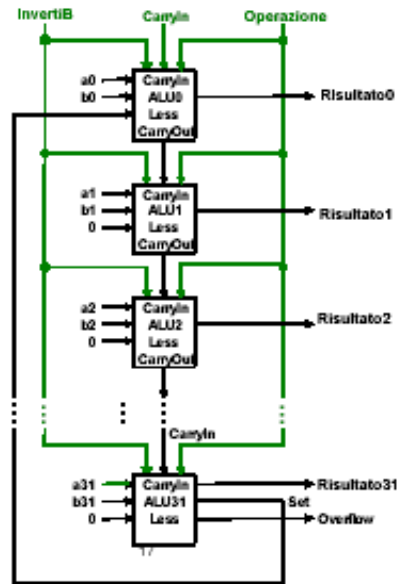 InvertiB CarryIn Operazione
a0 CarryIn
b0 ALU0 Risultato0
Less
CarryOut
a1 CarryIn
b1 ALU1 Risultato1
0 Less
CarryOut
a2 CarryIn
b2 ALU2 Risultato2
0 Less
CarryOut
CarryIn
a31 CarryIn Risultato31
b31 ALU31 Set
0 Less Overflow
17